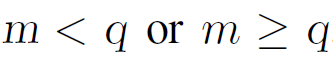 m < q or m ≥ q